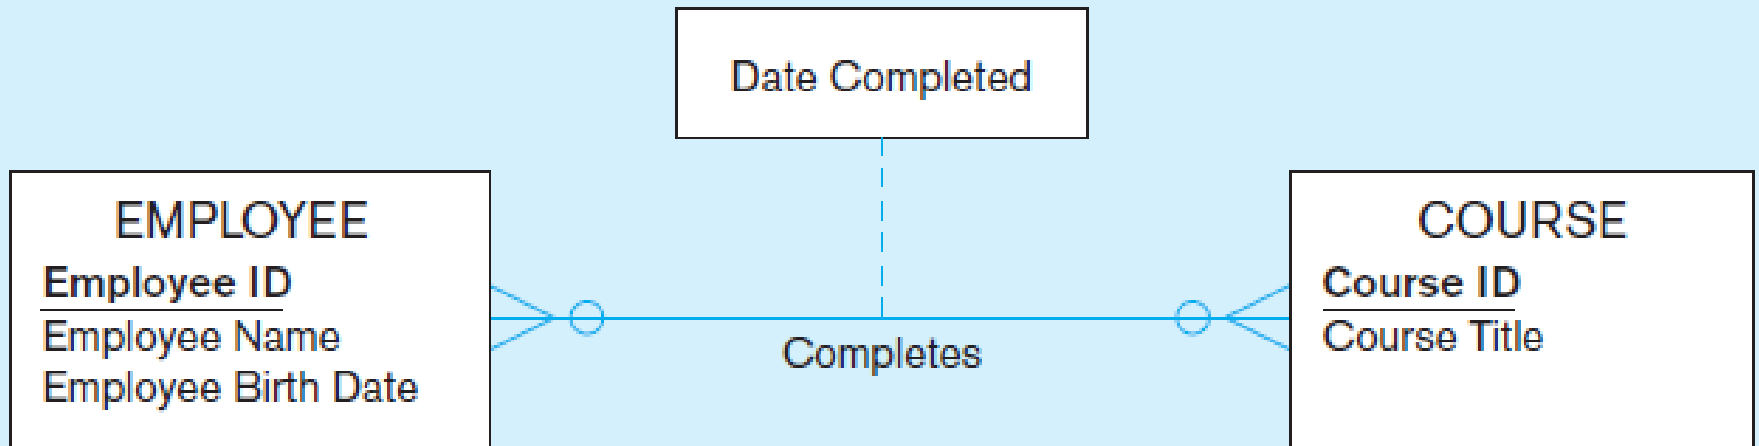 Date Completed
EMPLOYEE
Employee ID
Employee Name
Employee Birth Date
Completes
COURSE
Course ID
Course Title